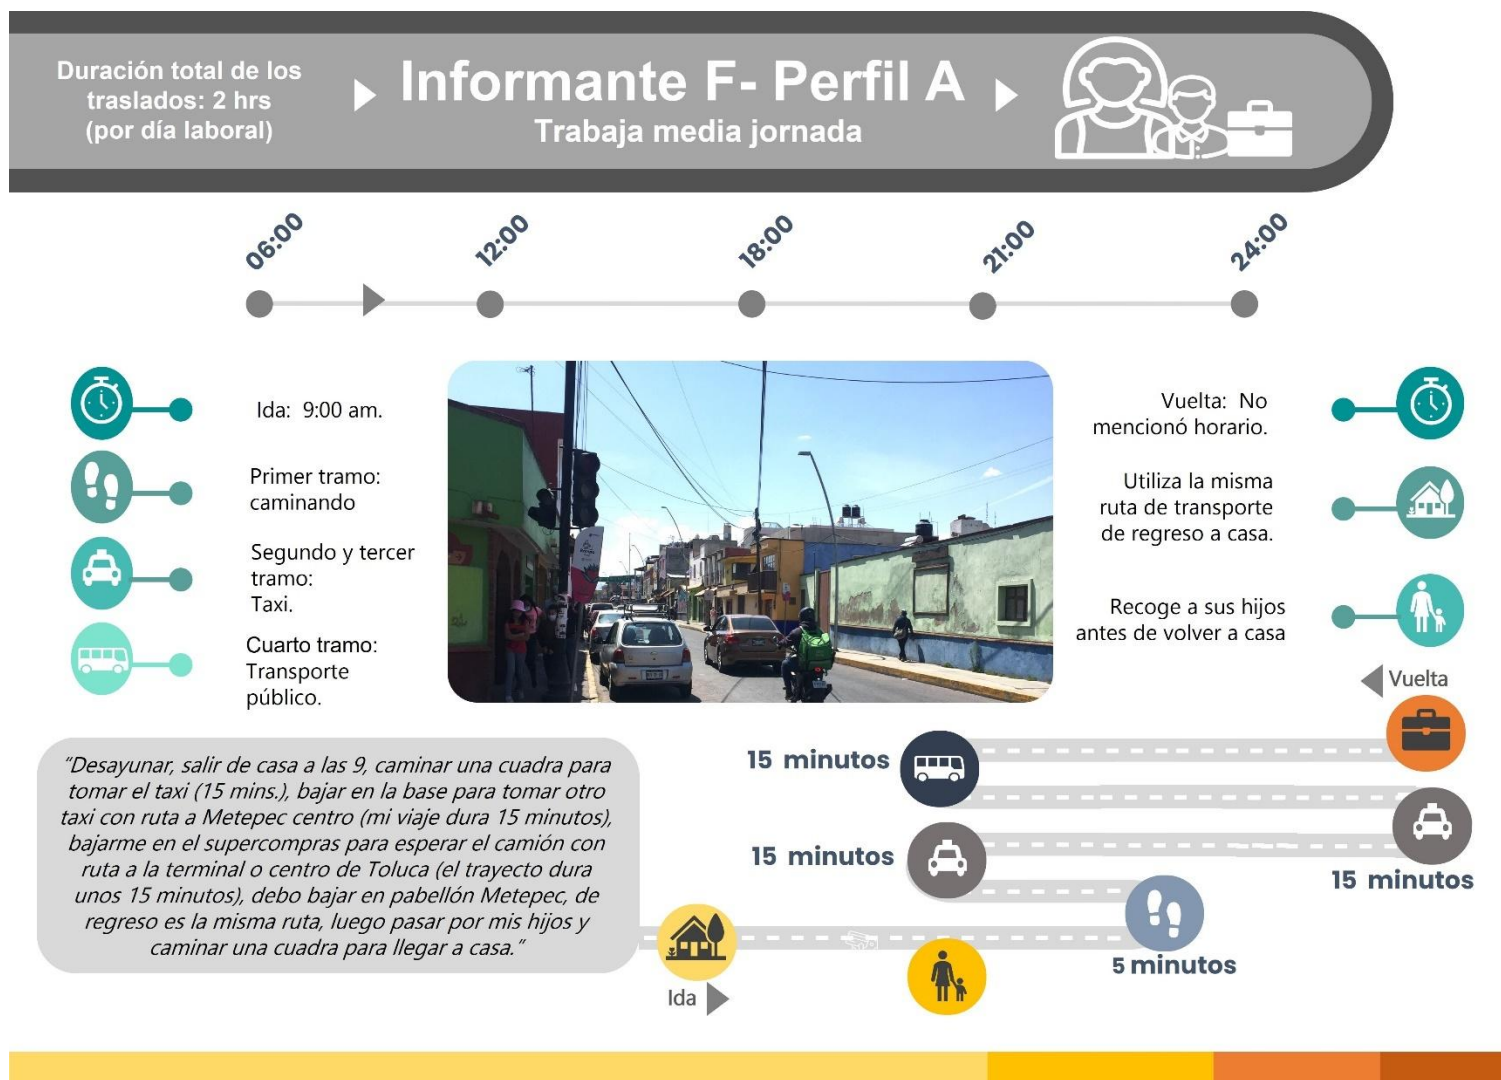 Duración total de los
traslados: 2 hrs
(por día laboral)
Informante F- Perfil A
Trabaja media jornada
06:00
12:00
18:00
21:00
24:00
Ida: 9:00 am.
Primer tramo:
caminando
Segundo y tercer
tramo:
Taxi.
Cuarto tramo:
Transporte
público.
Vuelta: No
mencionó horario.
Utiliza la misma
ruta de transporte
de regreso a casa.
Recoge a sus hijos
antes de volver a casa
Vuelta
"Desayunar, salir de casa a las 9, caminar una cuadra para
tomar el taxi (15 mins.), bajar en la base para tomar otro
taxi con ruta a Metepec centro (mi viaje dura 15 minutos),
bajarme en el supercompras para esperar el camión con
ruta a la terminal o centro de Toluca (el trayecto dura
unos 15 minutos), debo bajar en pabellón Metepec, de
regreso es la misma ruta, luego pasar por mis hijos y
caminar una cuadra para llegar a casa."
15 minutos
15 minutos
15 minutos
5 minutos
Ida